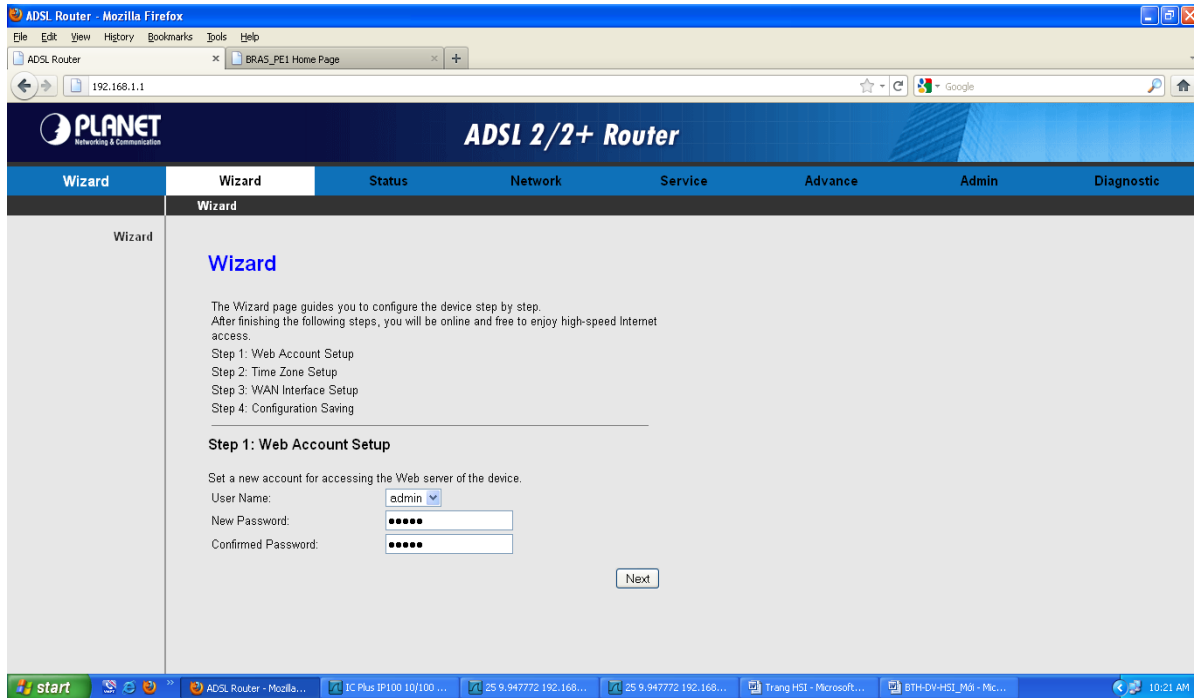 ADSL Router - Mozilla Firefox
File Edit View History Bookmarks Tools Help
ADSL Router × BRAS_PE1 Home Page × +
192.168.1.1 Google
PLANET
Networking & Communication
ADSL 2/2+ Router
Wizard Wizard Status Network Service Advance Admin Diagnostic
Wizard
Wizard
Wizard
The Wizard page guides you to configure the device step by step.
After finishing the following steps, you will be online and free to enjoy high-speed Internet
access.
Step 1: Web Account Setup
Step 2: Time Zone Setup
Step 3: WAN Interface Setup
Step 4: Configuration Saving
Step 1: Web Account Setup
Set a new account for accessing the Web server of the device.
User Name: admin
New Password: •••••
Confirmed Password: •••••
Next
start » ADSL Router - Mozilla... IC Plus IP100 10/100 ... 25 9.947772 192.168... 25 9.947772 192.168... Trang HSI - Microsoft... BTH-DV-HSI_Mới - Mic... 10:21 AM